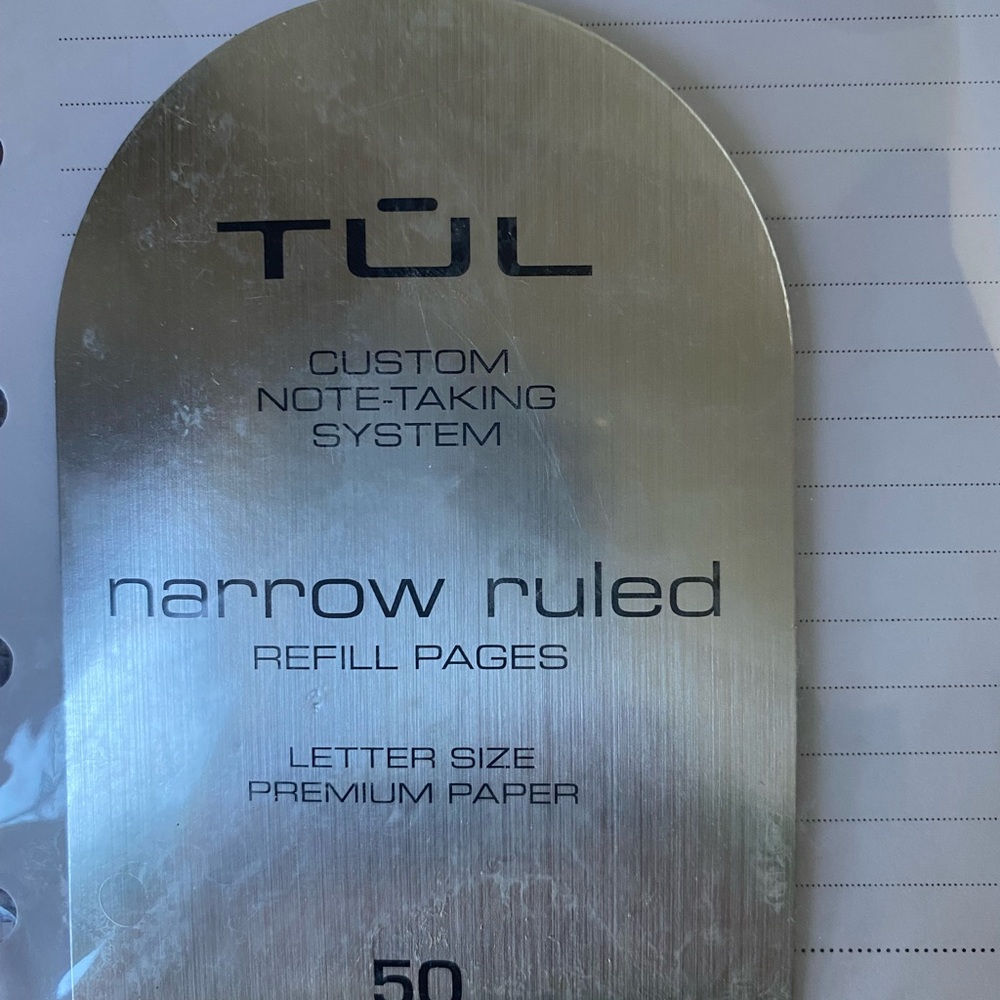 TŪL
CUSTOM
NOTE-TAKING
SYSTEM
narrow ruled
REFILL PAGES
LETTER SIZE
PREMIUM PAPER
50